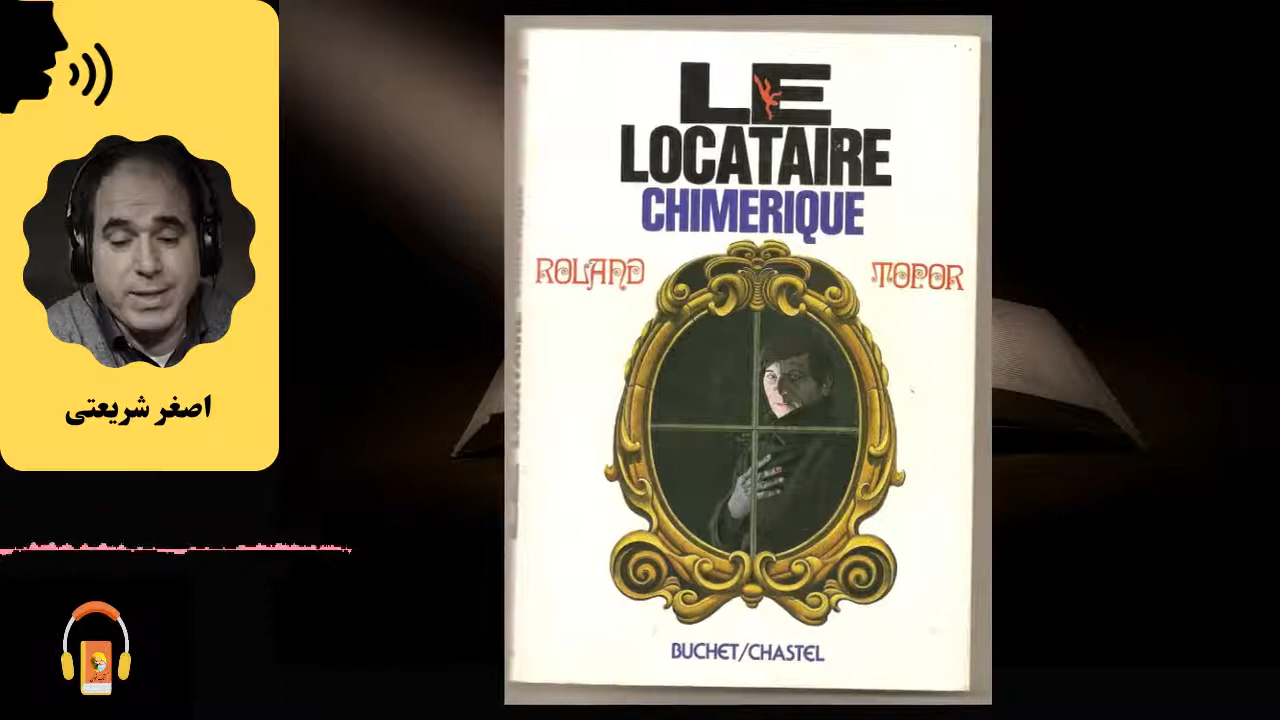 اصغر شریعتی
LE
LOCATAIRE
CHIMERIQUE
ROLAND TOPOR
BUCHET/CHASTEL